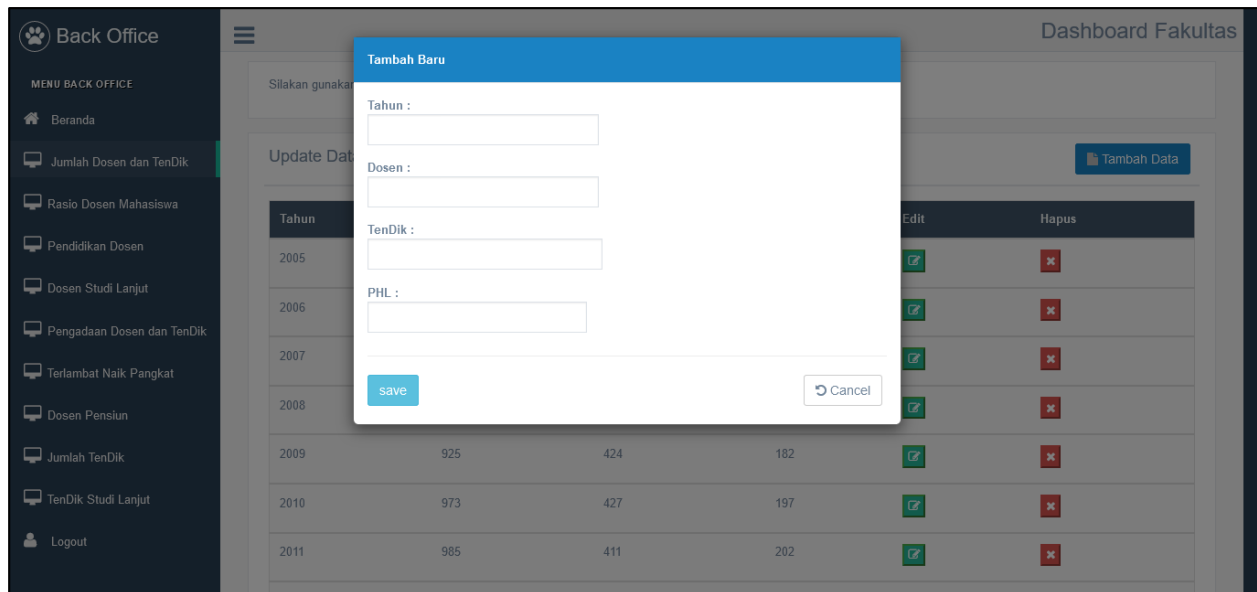 Back Office
Dashboard Fakultas
MENU BACK OFFICE
Beranda
Jumlah Dosen dan TenDik
Rasio Dosen Mahasiswa
Pendidikan Dosen
Dosen Studi Lanjut
Pengadaan Dosen dan TenDik
Terlambat Naik Pangkat
Dosen Pensiun
Jumlah TenDik
TenDik Studi Lanjut
Logout
Silakan
Update
Tambah Data
Tambah Baru
Tahun :
Dosen :
TenDik :
PHL :
save Cancel
Tahun Edit Hapus
2005
2006
2007
2008
2009 925 424 182
2010 973 427 197
2011 985 411 202